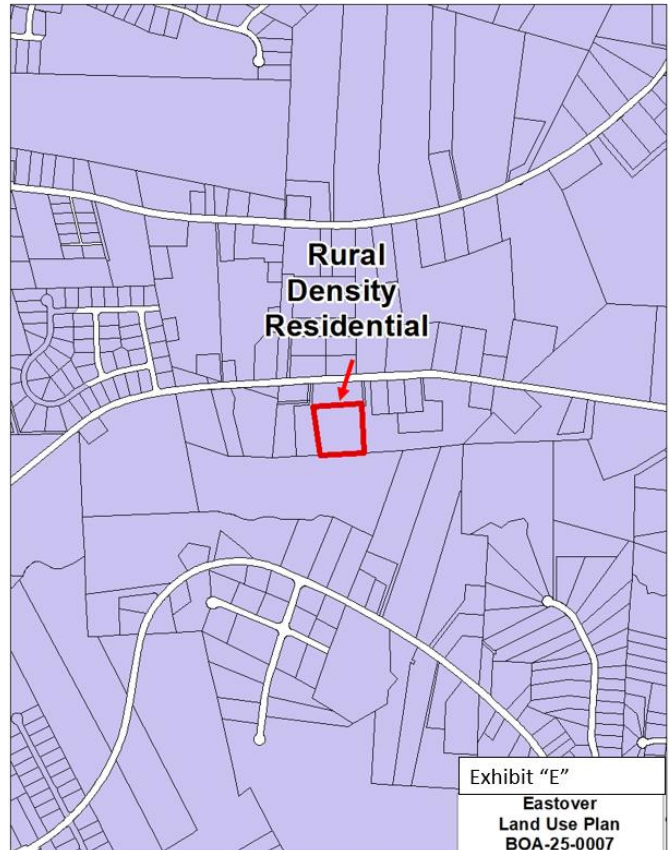 Rural
Density
Residential
Exhibit “E”
Eastover
Land Use Plan
BOA-25-0007